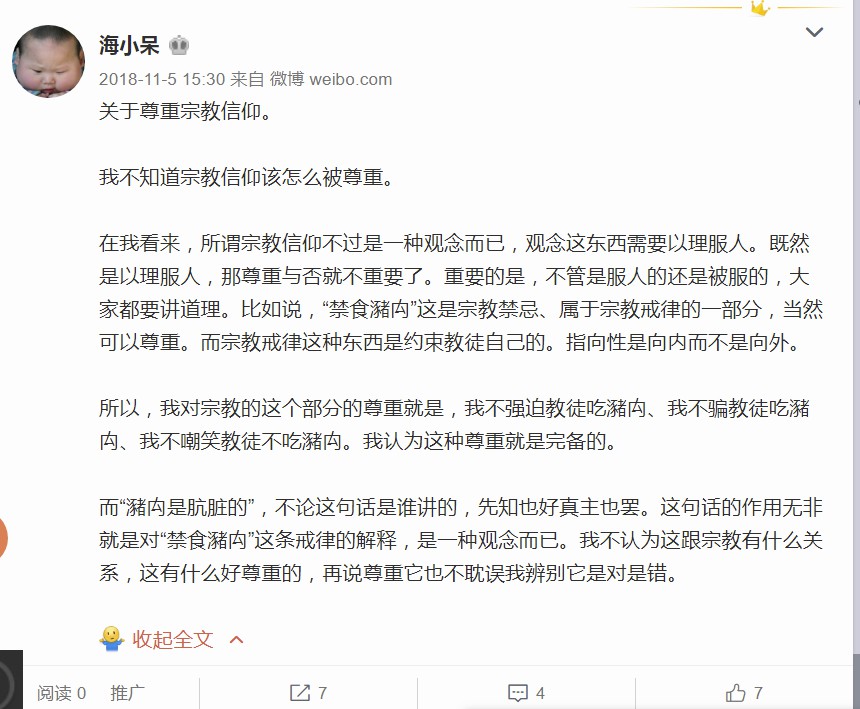 海小呆
2018-11-5 15:30 来自 微博 weibo.com
关于尊重宗教信仰。
我不知道宗教信仰该怎么被尊重。
在我看来，所谓宗教信仰不过是一种观念而已，观念这东西需要以理服人。既然
是以理服人，那尊重与否就不重要了。重要的是，不管是服人的还是被服的，大
家都要讲道理。比如说，“禁食豬禸”这是宗教禁忌、属于宗教戒律的一部分，当然
可以尊重。而宗教戒律这种东西是约束教徒自己的。指向性是向内而不是向外。
所以，我对宗教的这个部分的尊重就是，我不强迫教徒吃豬禸、我不骗教徒吃豬
禸、我不嘲笑教徒不吃豬禸。我认为这种尊重就是完备的。
而“豬禸是肮脏的”，不论这句话是谁讲的，先知也好真主也罢。这句话的作用无非
就是对“禁食豬禸”这条戒律的解释，是一种观念而已。我不认为这跟宗教有什么关
系，这有什么好尊重的，再说尊重它也不耽误我辨别它是对是错。
收起全文
阅读 0 推广 7 4 7